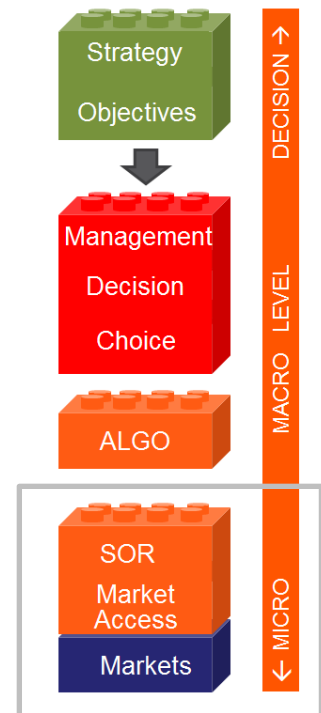 Strategy
Objectives
Management
Decision
Choice
ALGO
SOR
Market
Access
Markets
← MICRO MACRO LEVEL DECISION →